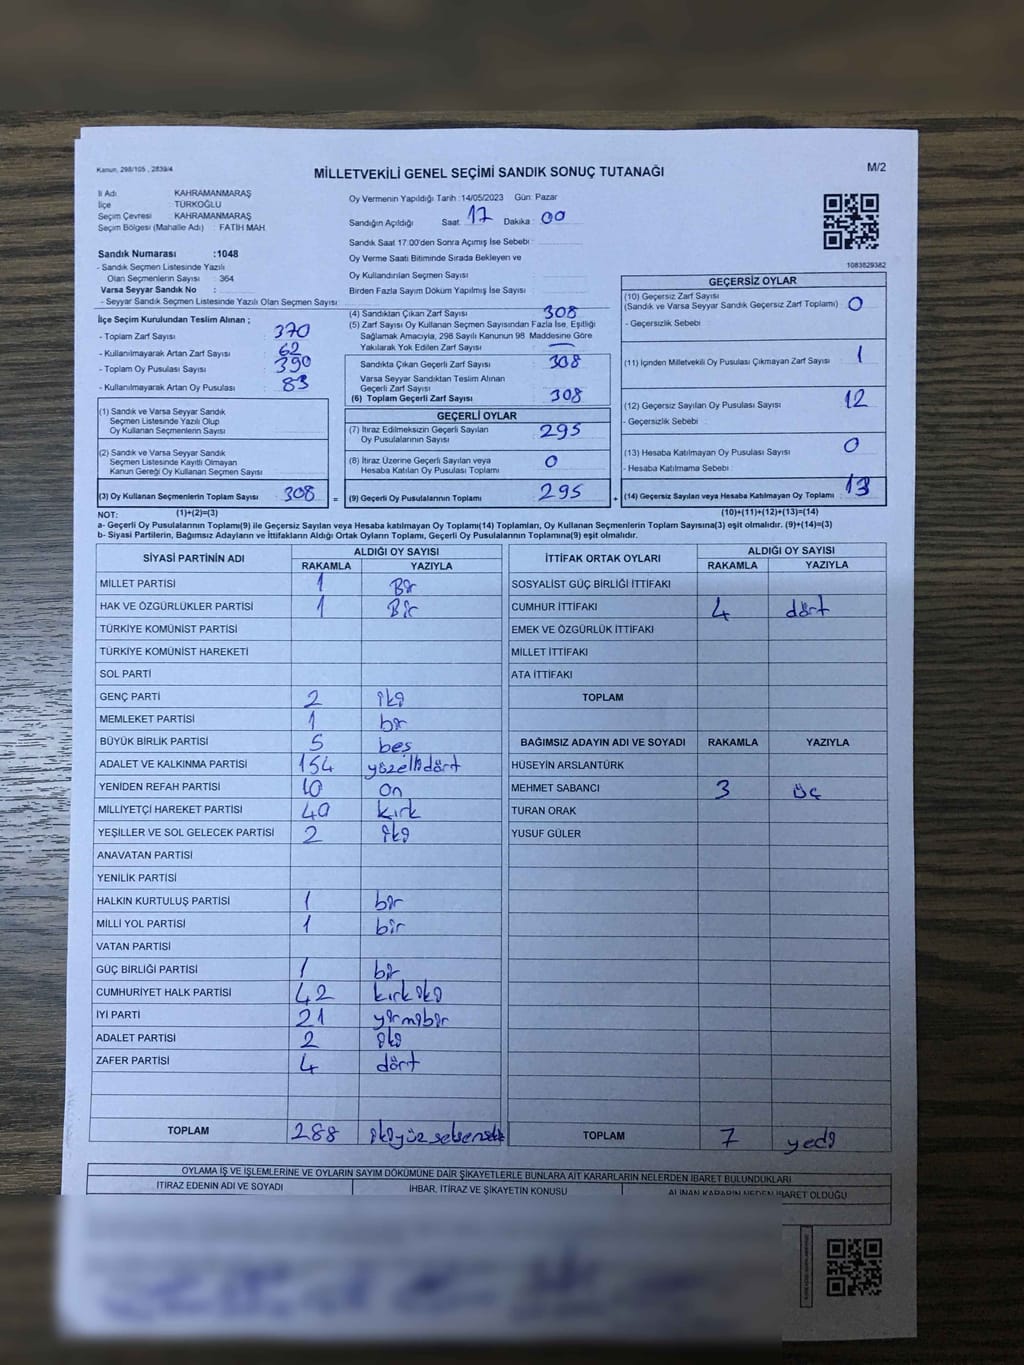 Kanun, 298/105 , 2839/4
MİLLETVEKİLİ GENEL SEÇİMİ SANDIK SONUÇ TUTANAĞI
M/2
İl Adı KAHRAMANMARAŞ
İlçe : TÜRKOĞLU
Seçim Çevresi : KAHRAMANMARAŞ
Seçim Bölgesi (Mahalle Adı) : FATİH MAH.
Oy Vermenin Yapıldığı Tarih :14/05/2023 Gün: Pazar
Sandığın Açıldığı Saat: 17 Dakika : 00
Sandık Saat 17:00'den Sonra Açımış İse Sebebi :
Oy Verme Saati Bitiminde Sırada Bekleyen ve
Oy Kullandırılan Seçmen Sayısı :
Birden Fazla Sayım Döküm Yapılmış İse Sayısı :
Sandık Numarası :1048
- Sandık Seçmen Listesinde Yazılı
Olan Seçmenlerin Sayısı : 364
Varsa Seyyar Sandık No :
- Seyyar Sandık Seçmen Listesinde Yazılı Olan Seçmen Sayısı :
1083829382
İlçe Seçim Kurulundan Teslim Alınan ;
- Toplam Zarf Sayısı : 370
- Kullanılmayarak Artan Zarf Sayısı : 62
- Toplam Oy Pusulası Sayısı : 390
- Kullanılmayarak Artan Oy Pusulası : 83
(1) Sandık ve Varsa Seyyar Sandık
Seçmen Listesinde Yazılı Olup
Oy Kullanan Seçmenlerin Sayısı :
(2) Sandık ve Varsa Seyyar Sandık
Seçmen Listesinde Kayıtlı Olmayan
Kanun Gereği Oy Kullanan Seçmen Sayısı :
(3) Oy Kullanan Seçmenlerin Toplam Sayısı : 308 =
(1)+(2)=(3)
(4) Sandıktan Çıkan Zarf Sayısı : 308
(5) Zarf Sayısı Oy Kullanan Seçmen Sayısından Fazla İse, Eşitliği
Sağlamak Amacıyla, 298 Sayılı Kanunun 98. Maddesine Göre
Yakılarak Yok Edilen Zarf Sayısı : —
Sandıkta Çıkan Geçerli Zarf Sayısı : 308
Varsa Seyyar Sandıktan Teslim Alınan
Geçerli Zarf Sayısı :
(6) Toplam Geçerli Zarf Sayısı : 308
GEÇERLİ OYLAR
(7) İtiraz Edilmeksizin Geçerli Sayılan
Oy Pusulalarının Sayısı : 295
(8) İtiraz Üzerine Geçerli Sayılan veya
Hesaba Katılan Oy Pusulası Toplamı : 0
(9) Geçerli Oy Pusulalarının Toplamı : 295 +
GEÇERSİZ OYLAR
(10) Geçersiz Zarf Sayısı
(Sandık ve Varsa Seyyar Sandık Geçersiz Zarf Toplamı) : 0
- Geçersizlik Sebebi :
(11) İçinden Milletvekili Oy Pusulası Çıkmayan Zarf Sayısı : 1
(12) Geçersiz Sayılan Oy Pusulası Sayısı : 12
- Geçersizlik Sebebi :
(13) Hesaba Katılmayan Oy Pusulası Sayısı : 0
- Hesaba Katılmama Sebebi :
(14) Geçersiz Sayılan veya Hesaba Katılmayan Oy Toplamı : 13
(10)+(11)+(12)+(13)=(14)
NOT:
a- Geçerli Oy Pusulalarının Toplamı(9) ile Geçersiz Sayılan veya Hesaba katılmayan Oy Toplamı(14) Toplamları, Oy Kullanan Seçmenlerin Toplam Sayısına(3) eşit olmalıdır. (9)+(14)=(3)
b- Siyasi Partilerin, Bağımsız Adayların ve İttifakların Aldığı Ortak Oyların Toplamı, Geçerli Oy Pusulalarının Toplamına(9) eşit olmalıdır.
SİYASİ PARTİNİN ADI ALDIĞI OY SAYISI
RAKAMLA YAZIYLA
MİLLET PARTİSİ 1 Bir
HAK VE ÖZGÜRLÜKLER PARTİSİ 1 Bir
TÜRKİYE KOMÜNİST PARTİSİ
TÜRKİYE KOMÜNİST HAREKETİ
SOL PARTİ
GENÇ PARTİ 2 iki
MEMLEKET PARTİSİ 1 bir
BÜYÜK BİRLİK PARTİSİ 5 beş
ADALET VE KALKINMA PARTİSİ 154 yüzellidört
YENİDEN REFAH PARTİSİ 10 on
MİLLİYETÇİ HAREKET PARTİSİ 40 kırk
YEŞİLLER VE SOL GELECEK PARTİSİ 2 iki
ANAVATAN PARTİSİ
YENİLİK PARTİSİ
HALKIN KURTULUŞ PARTİSİ 1 bir
MİLLİ YOL PARTİSİ 1 bir
VATAN PARTİSİ
GÜÇ BİRLİĞİ PARTİSİ 1 bir
CUMHURİYET HALK PARTİSİ 42 kırk iki
İYİ PARTİ 21 yirmibir
ADALET PARTİSİ 2 iki
ZAFER PARTİSİ 4 dört
TOPLAM 288 ikiyüz seksensekiz
İTTİFAK ORTAK OYLARI ALDIĞI OY SAYISI
RAKAMLA YAZIYLA
SOSYALİST GÜÇ BİRLİĞİ İTTİFAKI
CUMHUR İTTİFAKI 4 dört
EMEK VE ÖZGÜRLÜK İTTİFAKI
MİLLET İTTİFAKI
ATA İTTİFAKI
TOPLAM
BAĞIMSIZ ADAYIN ADI VE SOYADI RAKAMLA YAZIYLA
HÜSEYİN ARSLANTÜRK
MEHMET SABANCI 3 üç
TURAN ORAK
YUSUF GÜLER
TOPLAM 7 yedi
OYLAMA İŞ VE İŞLEMLERİNE VE OYLARIN SAYIM DÖKÜMÜNE DAİR ŞİKAYETLERLE BUNLARA AİT KARARLARIN NELERDEN İBARET BULUNDUKLARI
İTİRAZ EDENİN ADI VE SOYADI İHBAR, İTİRAZ VE ŞİKAYETİN KONUSU ALINAN KARARIN NEDEN İBARET OLDUĞU